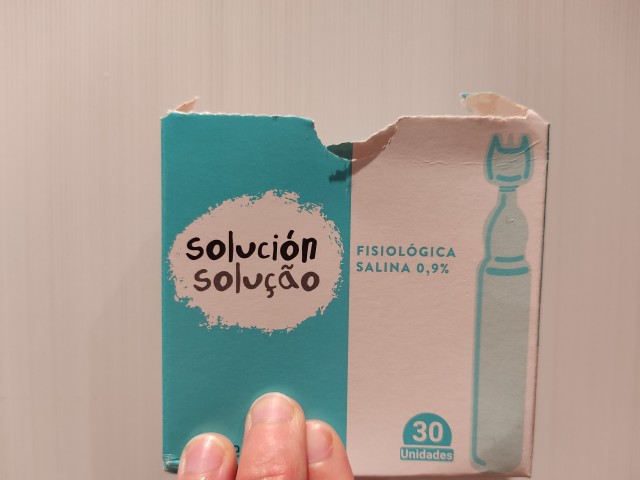 solución
solução
FISIOLÓGICA
SALINA 0,9%
30
Unidades